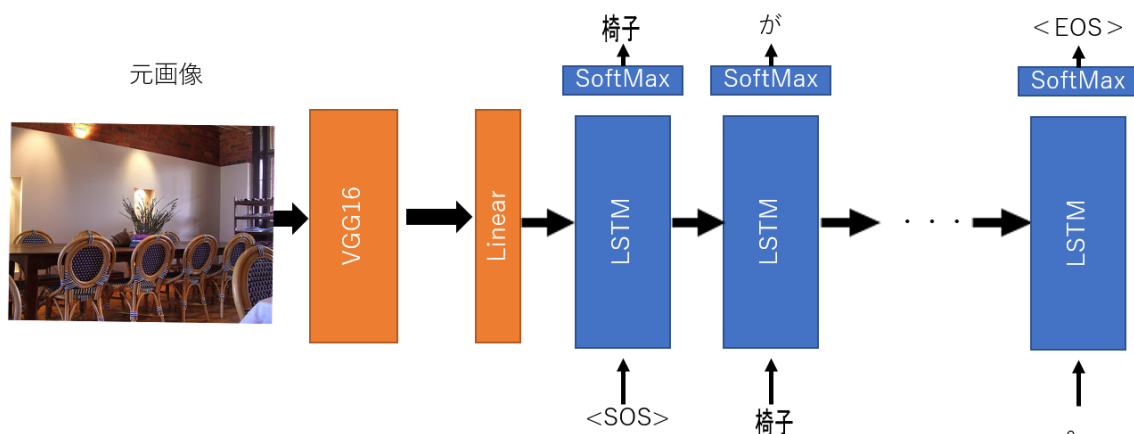 元画像
椅子
が
<EOS>
SoftMax
SoftMax
SoftMax
VGG16
Linear
LSTM
LSTM
・・・
LSTM
<SOS>
椅子